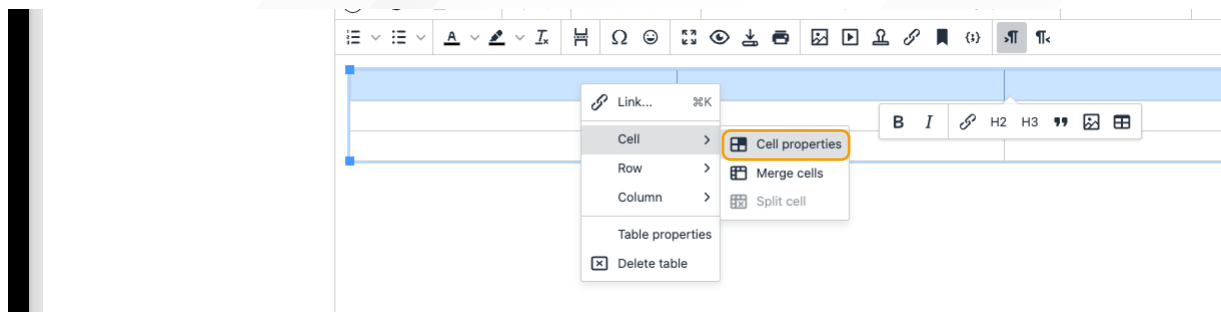 Link... ⌘K
Cell
Row
Column
Table properties
Delete table
Cell properties
Merge cells
Split cell
B I H2 H3